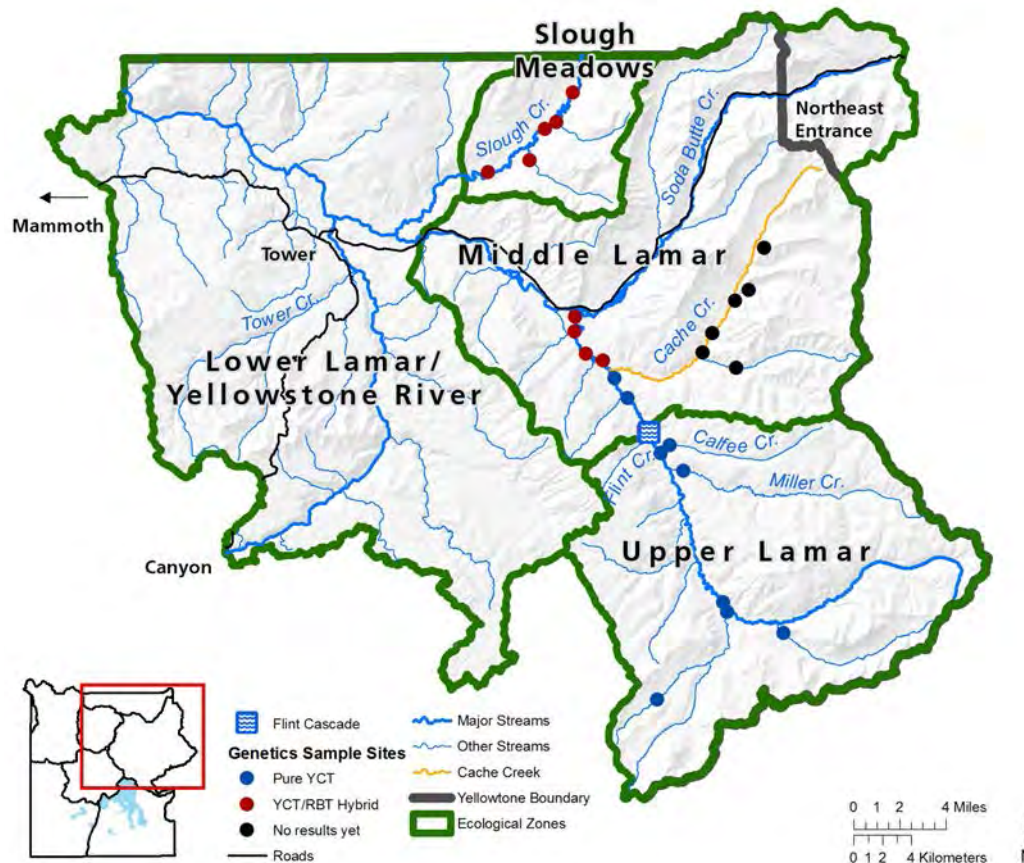 Slough
Meadows
Slough Cr.
Soda Butte Cr.
Northeast
Entrance
Mammoth
Tower
Middle Lamar
Tower Cr.
Cache Cr.
Lower Lamar/
Yellowstone River
Flint Cr.
Calfee Cr.
Miller Cr.
Upper Lamar
Canyon
Flint Cascade
Genetics Sample Sites
Pure YCT
YCT/RBT Hybrid
No results yet
Roads
Major Streams
Other Streams
Cache Creek
Yellowtone Boundary
Ecological Zones
0 1 2 4 Miles
0 1 2 4 Kilometers